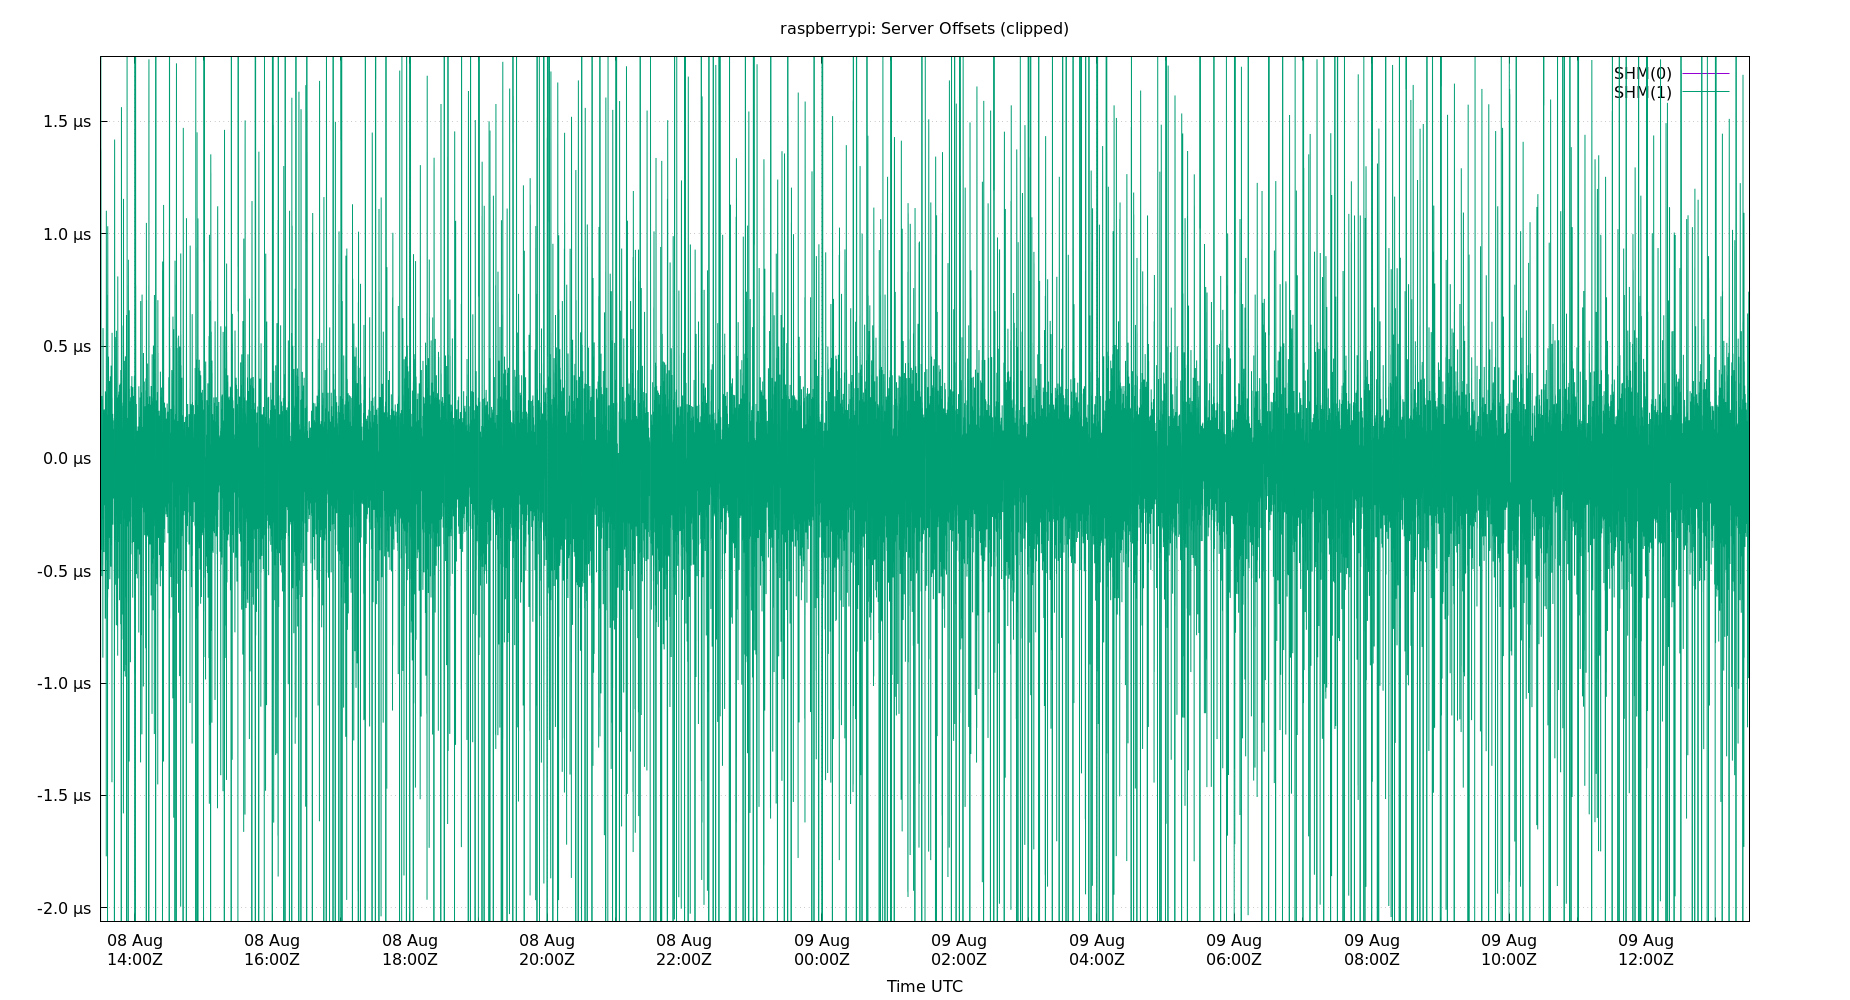 raspberrypi: Server Offsets (clipped)
SHM(0)
SHM(1)
1.5 µs
1.0 µs
0.5 µs
0.0 µs
-0.5 µs
-1.0 µs
-1.5 µs
-2.0 µs
08 Aug 08 Aug 08 Aug 08 Aug 08 Aug 09 Aug 09 Aug 09 Aug 09 Aug 09 Aug 09 Aug 09 Aug
14:00Z 16:00Z 18:00Z 20:00Z 22:00Z 00:00Z 02:00Z 04:00Z 06:00Z 08:00Z 10:00Z 12:00Z
Time UTC